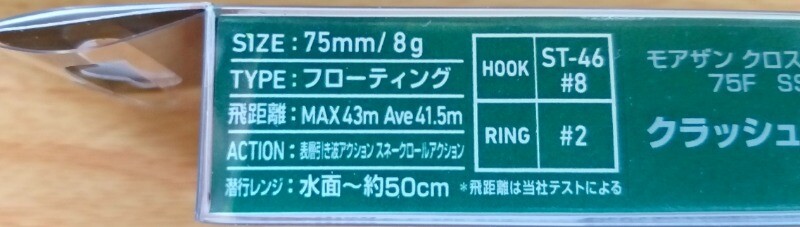 SIZE : 75mm/ 8g
TYPE : フローティング
飛距離 : MAX 43m Ave 41.5m
ACTION : 表層引き波アクション スネークロールアクション
潜行レンジ : 水面〜約50cm *飛距離は当社テストによる
HOOK ST-46 #8
RING #2
モアザン クロス
75F SS
クラッシュ